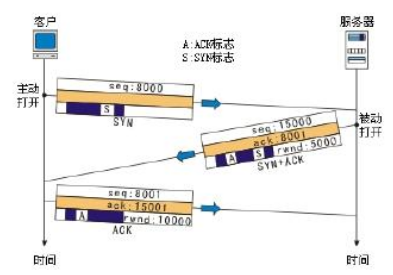 客户
服务器
A:ACK标志
S:SYN标志
主动
打开
seq:8000
S
SYN
被动
打开
seq:15000
ack:8001
A S rwnd:5000
SYN+ACK
seq:8001
ack:15001
A rwnd:10000
ACK
时间
时间